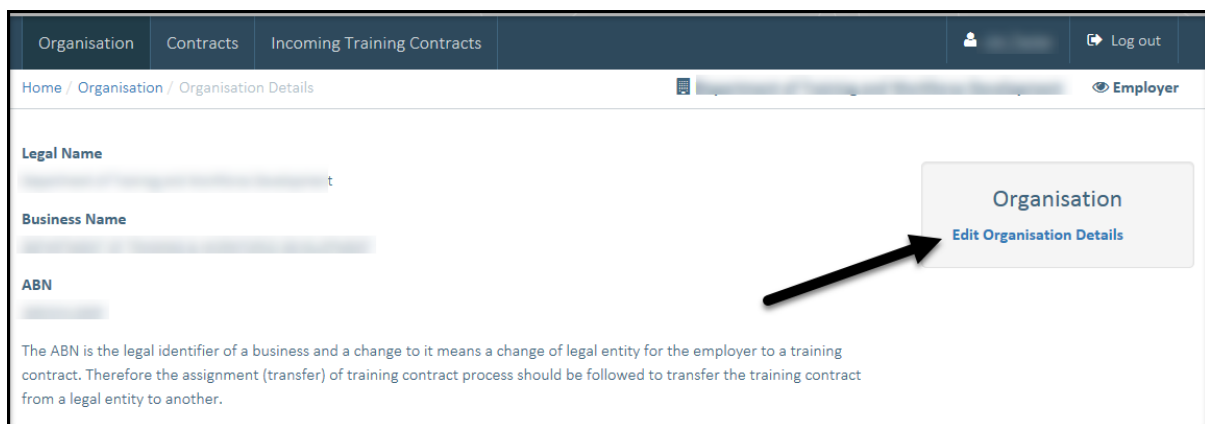 Organisation Contracts Incoming Training Contracts Log out
Home / Organisation / Organisation Details Employer
Legal Name
Organisation
Business Name
Edit Organisation Details
ABN
The ABN is the legal identifier of a business and a change to it means a change of legal entity for the employer to a training
contract. Therefore the assignment (transfer) of training contract process should be followed to transfer the training contract
from a legal entity to another.